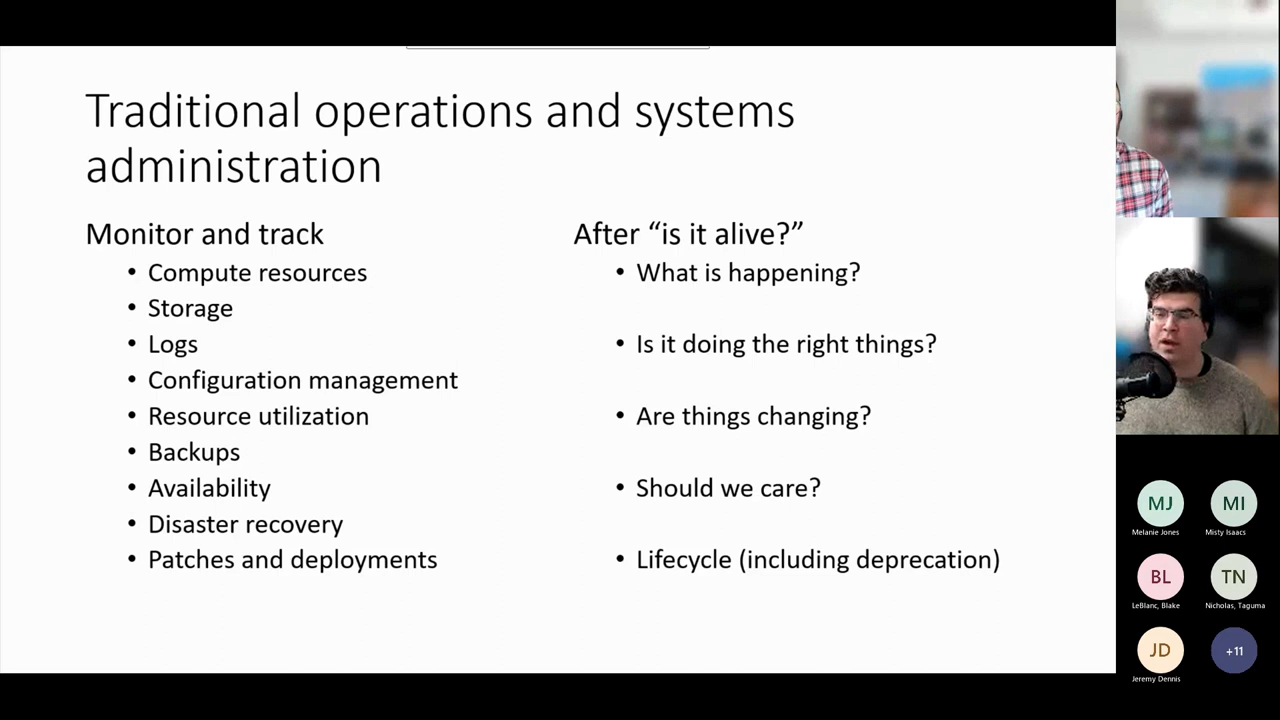 Traditional operations and systems
administration
Monitor and track
• Compute resources
• Storage
• Logs
• Configuration management
• Resource utilization
• Backups
• Availability
• Disaster recovery
• Patches and deployments
After “is it alive?”
• What is happening?
• Is it doing the right things?
• Are things changing?
• Should we care?
• Lifecycle (including deprecation)
MJ
Melanie Jones
MI
Misty Isaacs
BL
LeBlanc, Blake
TN
Nicholas, Taguma
JD
Jeremy Dennis
+11